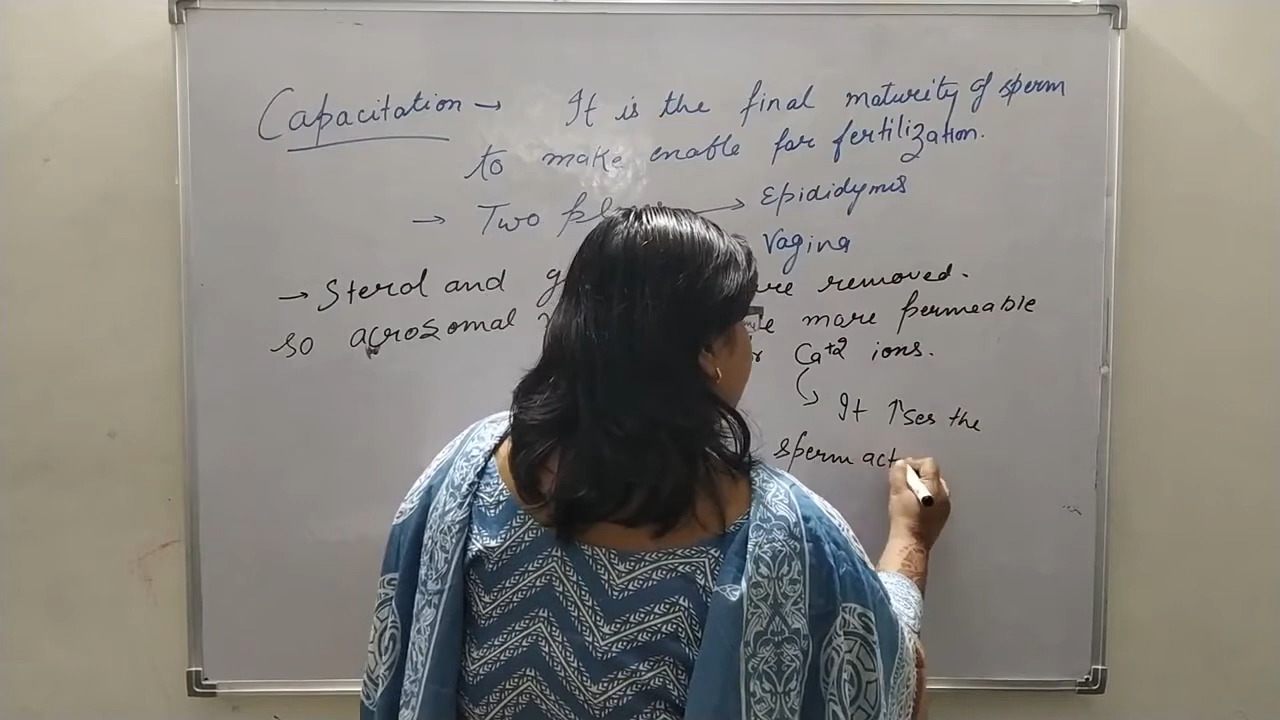 Capacitation → It is the final maturity of sperm
to make enable for fertilization.
→ Two → Epididymis
Vagina
→ Sterol and removed.
so acrosomal more permeable
Ca+2 ions.
It ↑ses the
sperm act